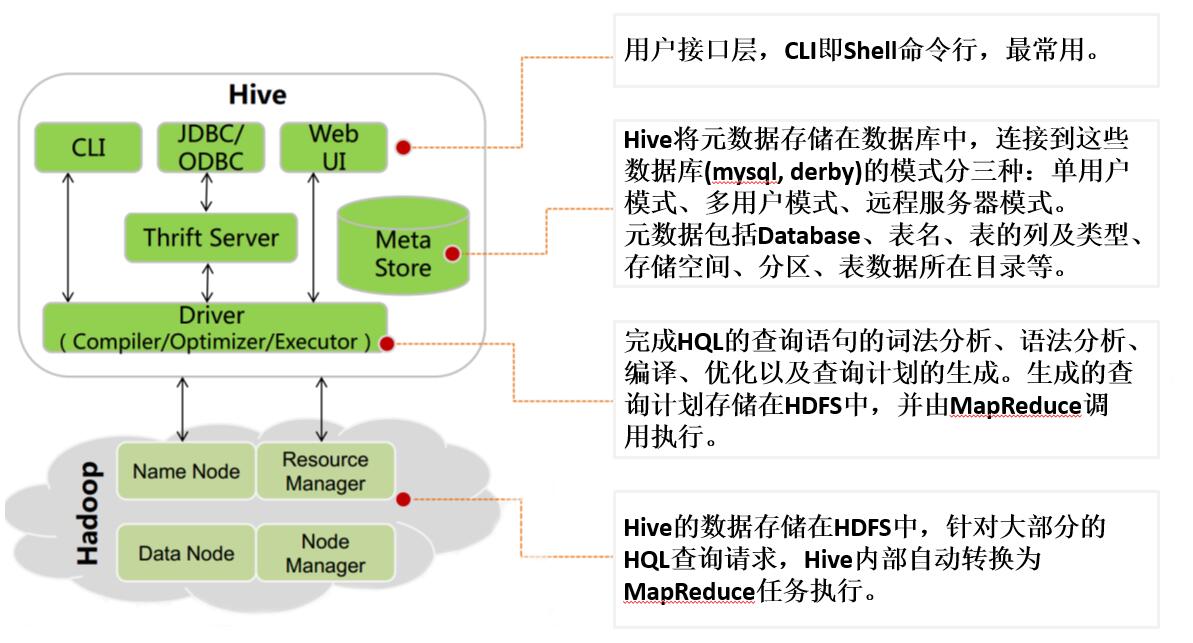 Hive
CLI
JDBC/
ODBC
Web
UI
Thrift Server
Meta
Store
Driver
( Compiler/Optimizer/Executor )
Hadoop
Name Node
Resource
Manager
Data Node
Node
Manager
用户接口层，CLI即Shell命令行，最常用。
Hive将元数据存储在数据库中，连接到这些
数据库(mysql, derby)的模式分三种：单用户
模式、多用户模式、远程服务器模式。
元数据包括Database、表名、表的列及类型、
存储空间、分区、表数据所在目录等。
完成HQL的查询语句的词法分析、语法分析、
编译、优化以及查询计划的生成。生成的查
询计划存储在HDFS中，并由MapReduce调
用执行。
Hive的数据存储在HDFS中，针对大部分的
HQL查询请求，Hive内部自动转换为
MapReduce任务执行。